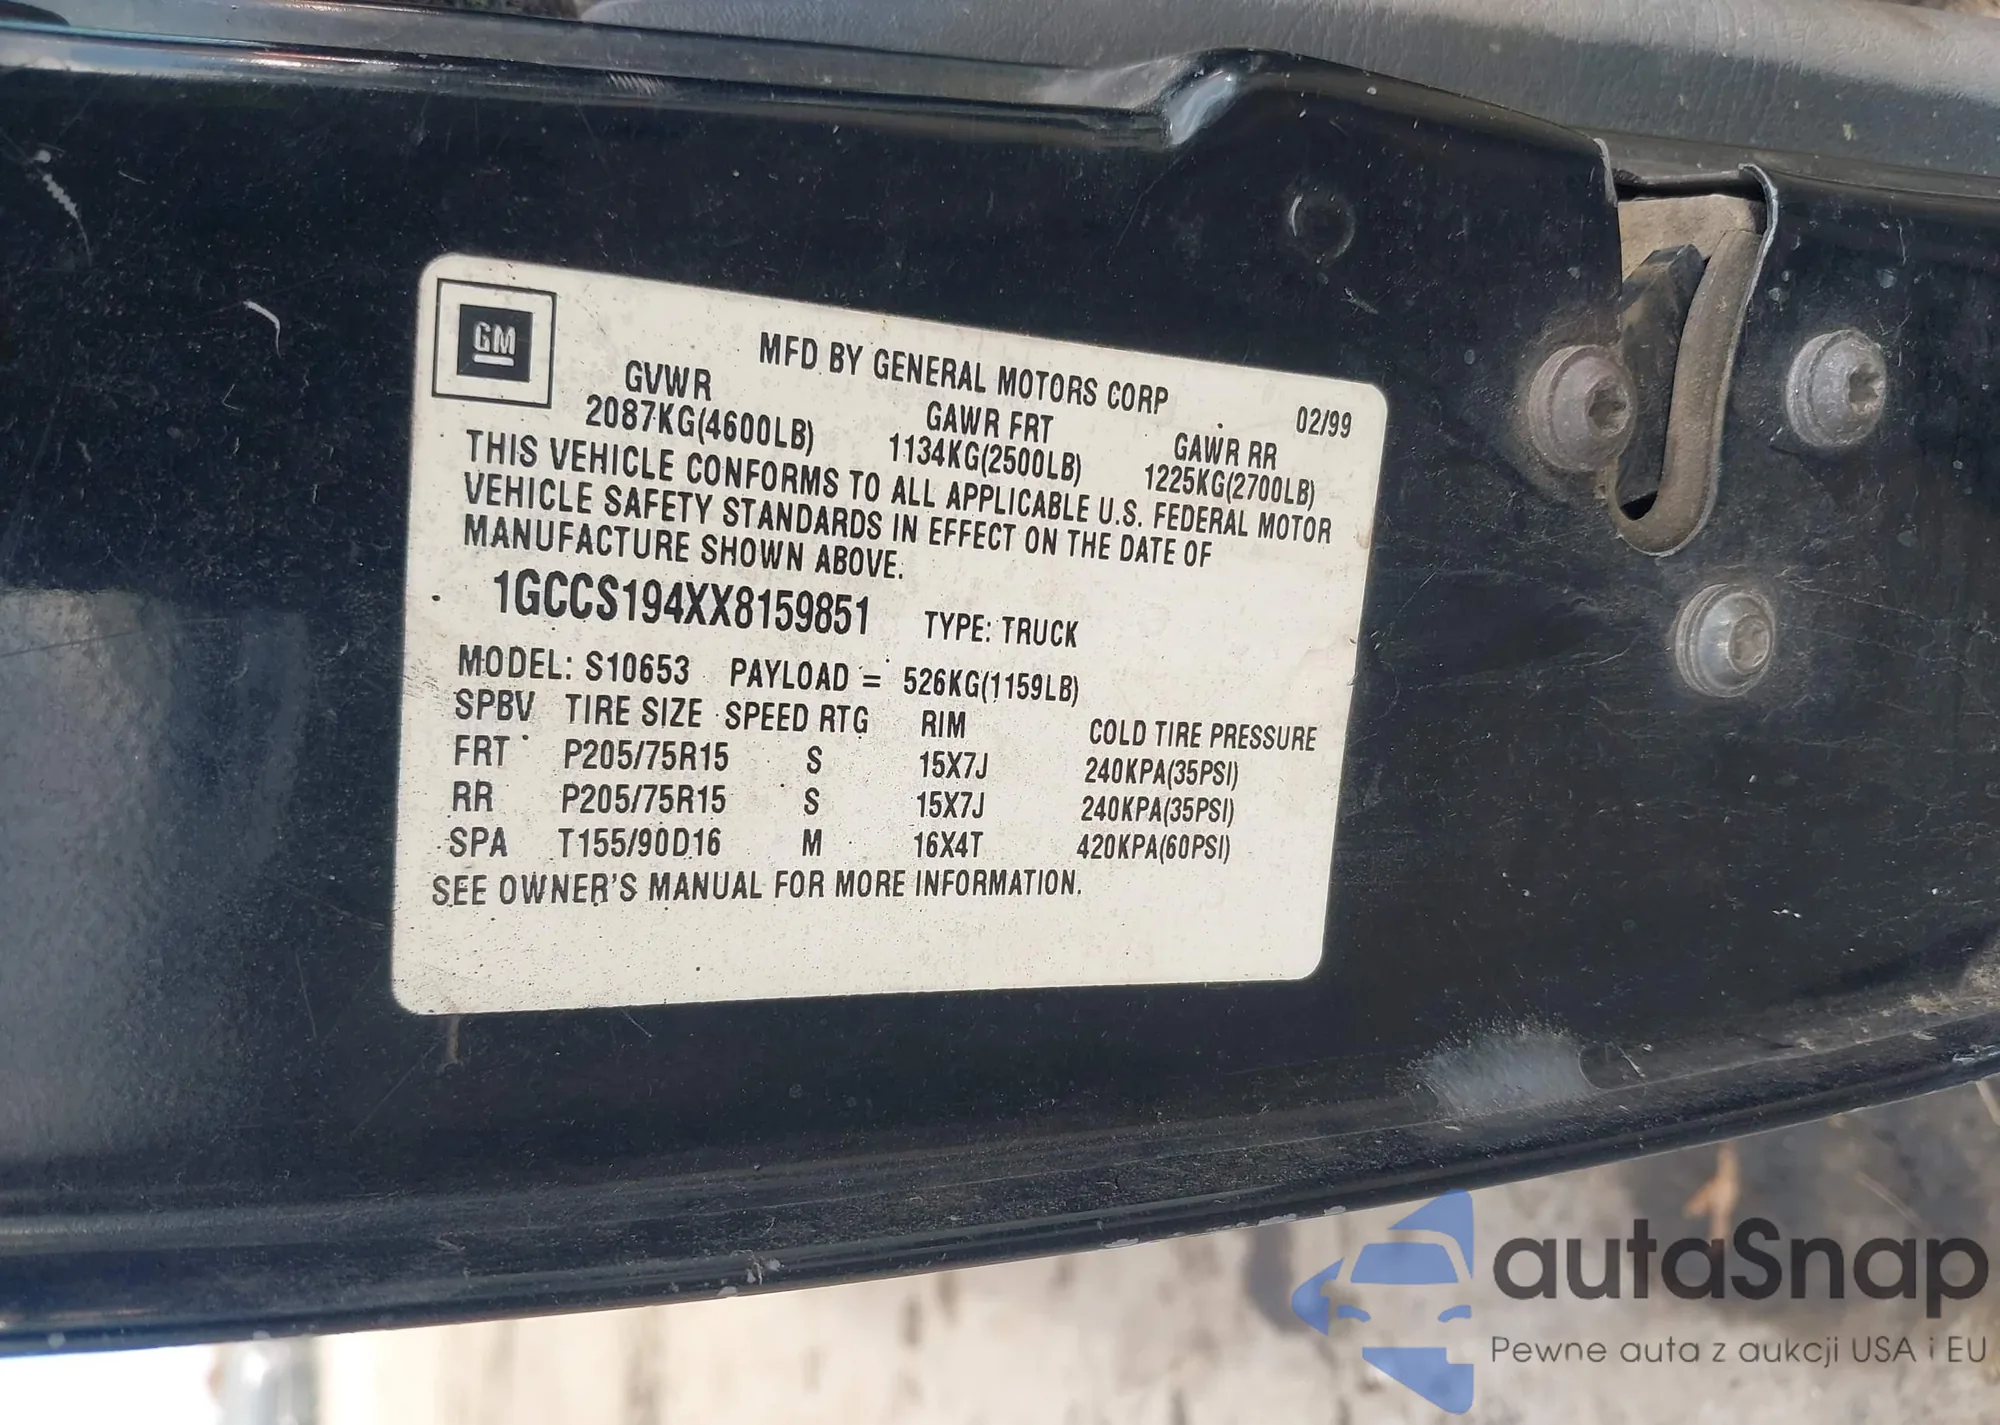 GM
MFD BY GENERAL MOTORS CORP 02/99
GVWR GAWR FRT GAWR RR
2087KG(4600LB) 1134KG(2500LB) 1225KG(2700LB)
THIS VEHICLE CONFORMS TO ALL APPLICABLE U.S. FEDERAL MOTOR
VEHICLE SAFETY STANDARDS IN EFFECT ON THE DATE OF
MANUFACTURE SHOWN ABOVE.
1GCCS194XX8159851 TYPE: TRUCK
MODEL: S10653 PAYLOAD = 526KG(1159LB)
SPBV TIRE SIZE SPEED RTG RIM COLD TIRE PRESSURE
FRT P205/75R15 S 15X7J 240KPA(35PSI)
RR P205/75R15 S 15X7J 240KPA(35PSI)
SPA T155/90D16 M 16X4T 420KPA(60PSI)
SEE OWNER'S MANUAL FOR MORE INFORMATION.
autaSnap
Pewne auta z aukcji USA i EU